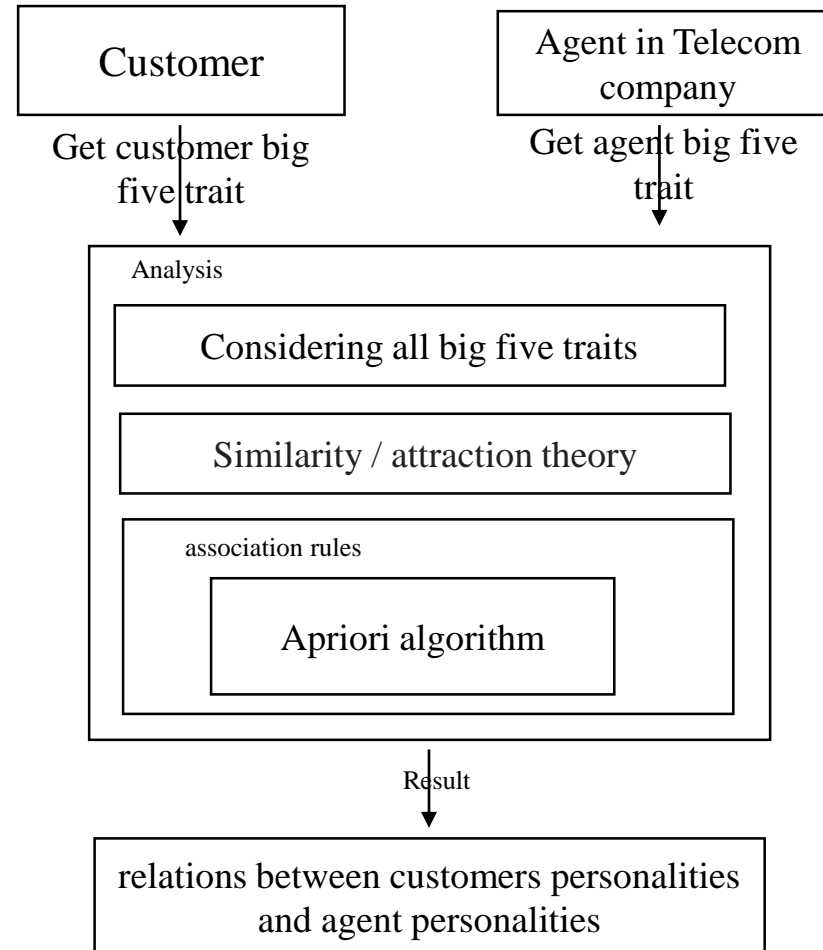 Customer
Agent in Telecom
company
Get customer big
five trait
Get agent big five
trait
Analysis
Considering all big five traits
Similarity / attraction theory
association rules
Apriori algorithm
Result
relations between customers personalities
and agent personalities